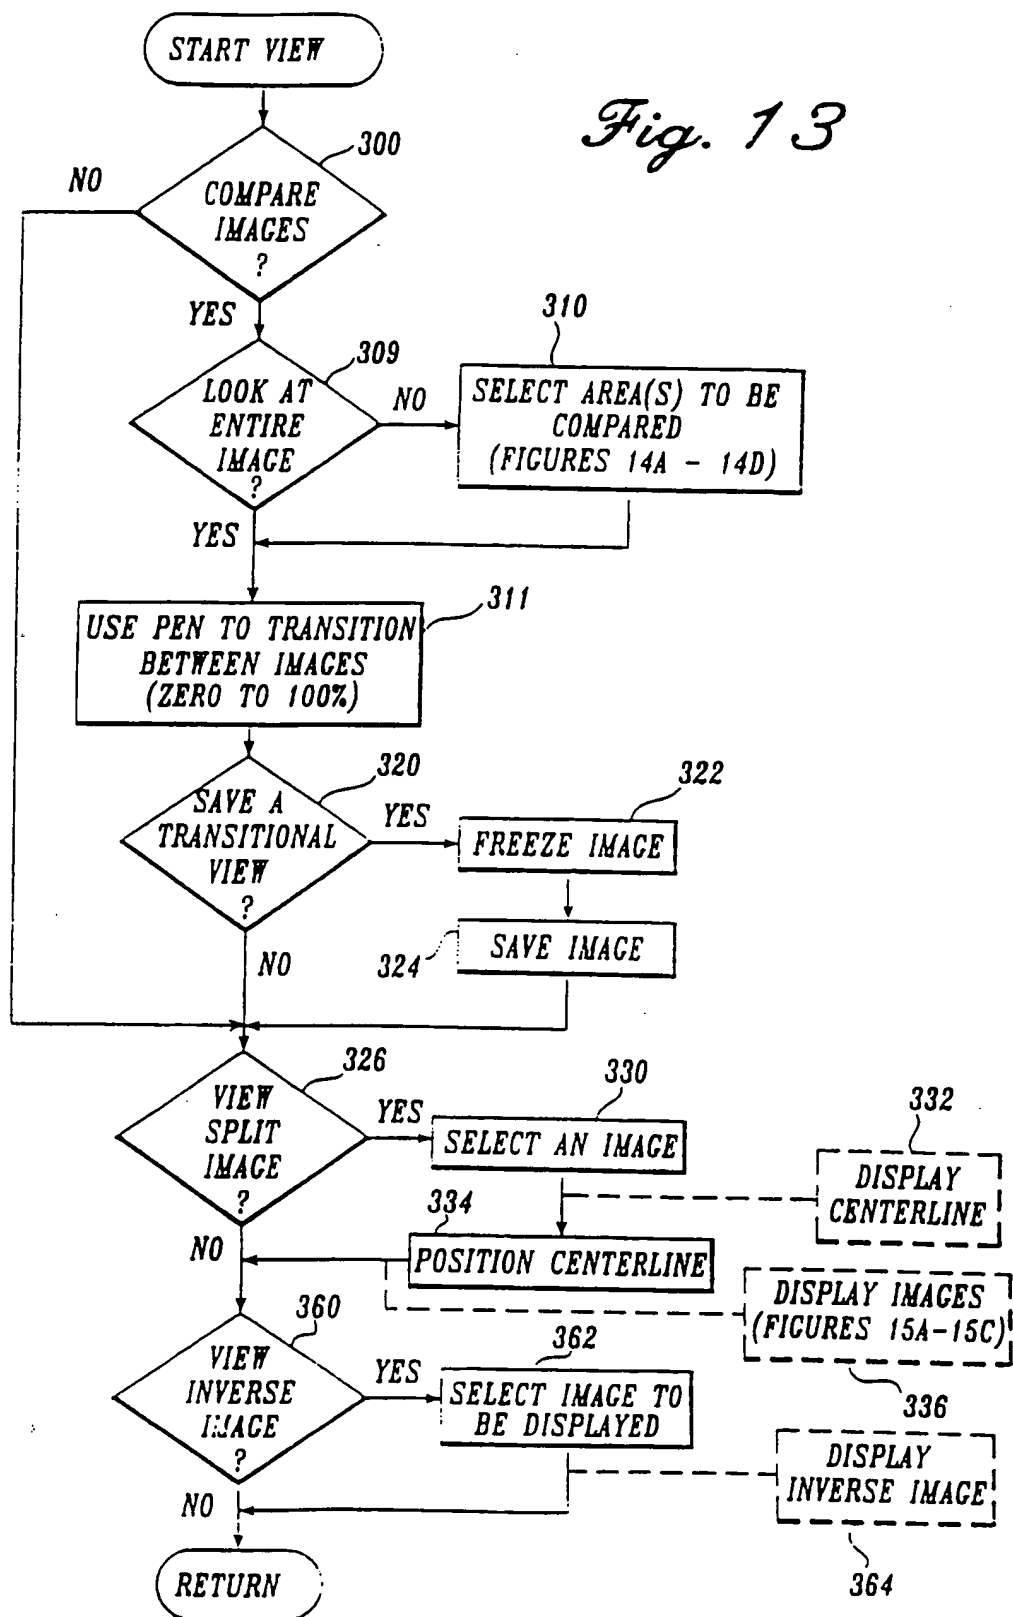 START VIEW
Fig. 13
300
NO
COMPARE
IMAGES
?
YES
310
309
LOOK AT
ENTIRE
IMAGE
?
NO
SELECT AREA(S) TO BE
COMPARED
(FIGURES 14A - 14D)
YES
311
USE PEN TO TRANSITION
BETWEEN IMAGES
(ZERO TO 100%)
320
322
SAVE A
TRANSITIONAL
VIEW
?
YES
FREEZE IMAGE
324
SAVE IMAGE
NO
326
330
332
VIEW
SPLIT
IMAGE
?
YES
SELECT AN IMAGE
DISPLAY
CENTERLINE
334
NO
POSITION CENTERLINE
DISPLAY IMAGES
(FIGURES 15A-15C)
336
360
362
VIEW
INVERSE
IMAGE
?
YES
SELECT IMAGE TO
BE DISPLAYED
DISPLAY
INVERSE IMAGE
364
NO
RETURN